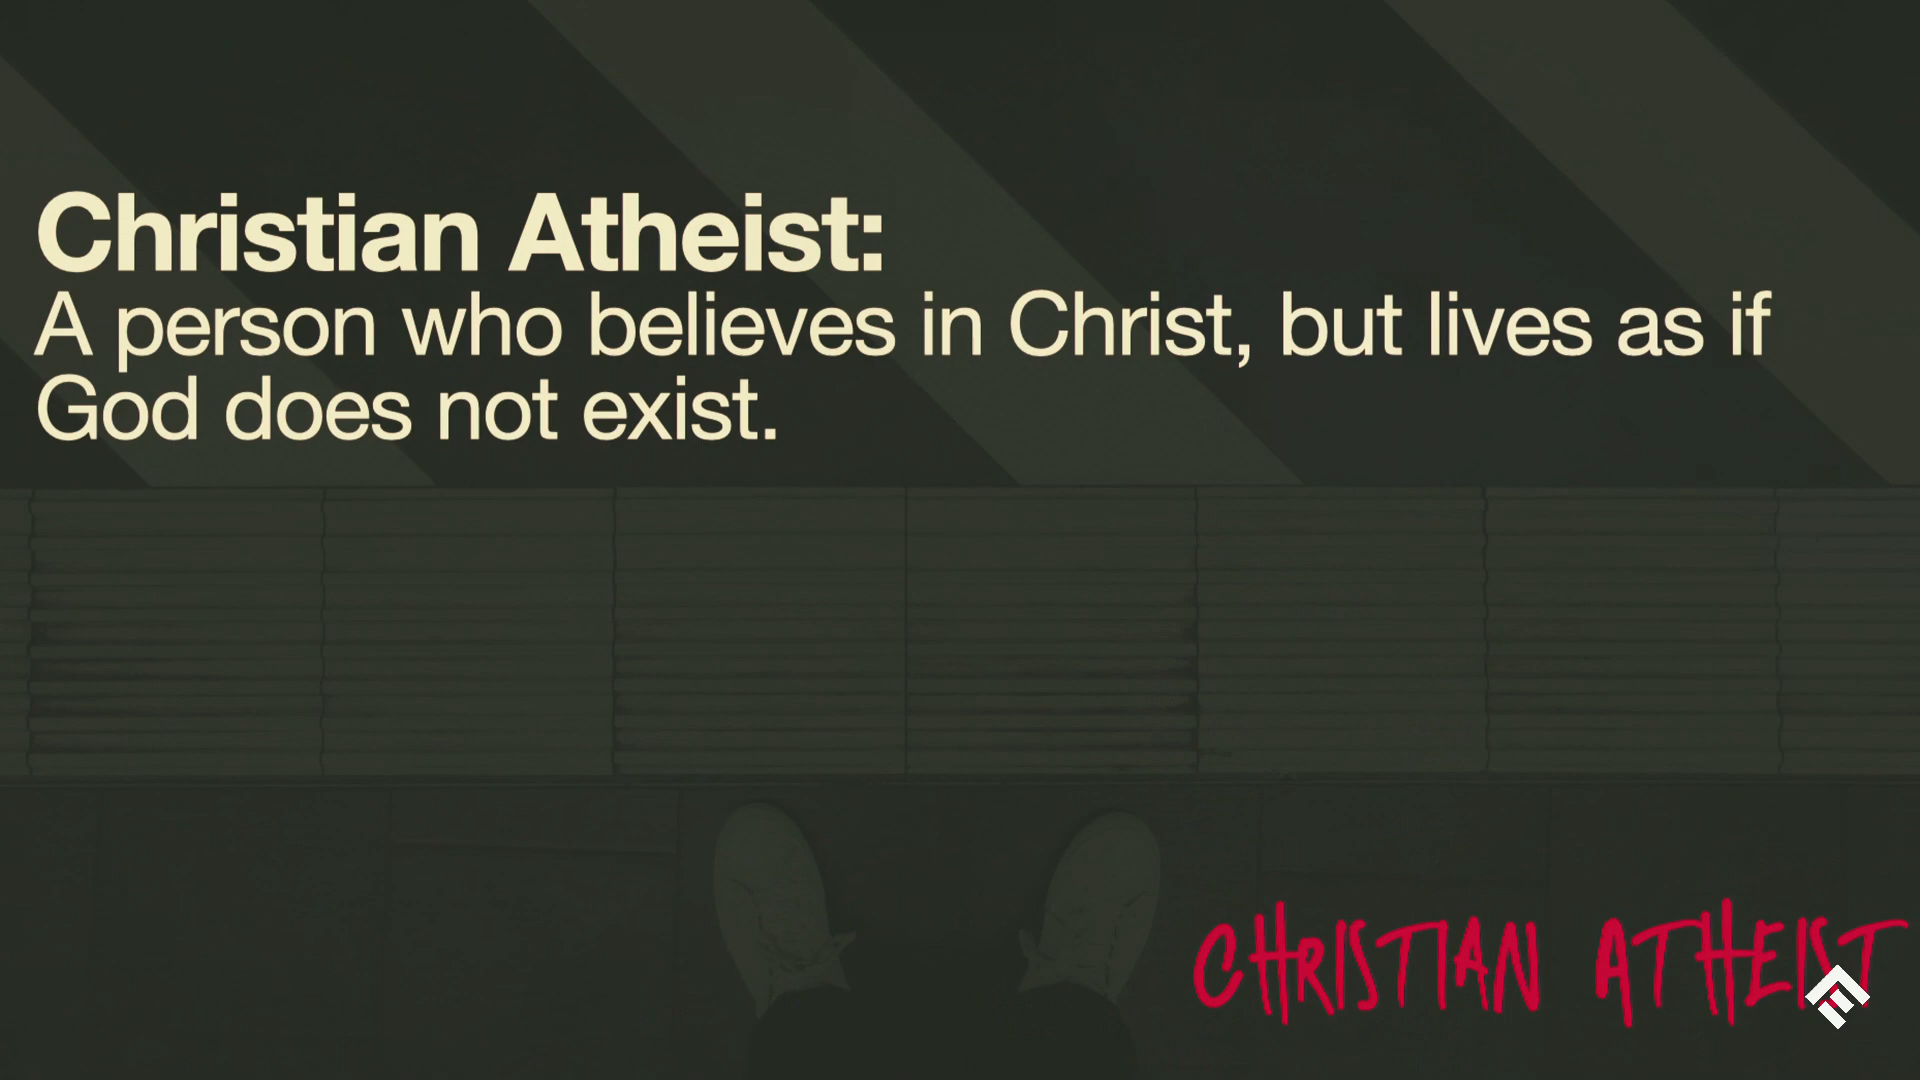 Christian Atheist:
A person who believes in Christ, but lives as if
God does not exist.
CHRISTIAN ATHEIST